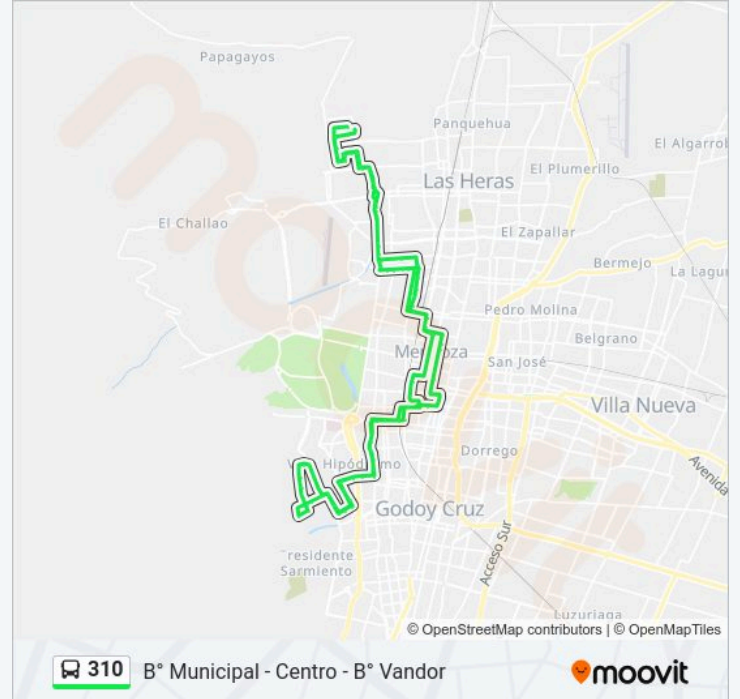 Papagayos
Panquehua
El Algarrob
El Plumerillo
Las Heras
El Challao
El Zapallar
Bermejo
La Lagu
Pedro Molina
Belgrano
Mendoza
San José
Villa Nueva
Dorrego
Hipódromo
Avenida
Godoy Cruz
Acceso Sur
residente
Sarmiento
Luzuriaga
© OpenStreetMap contributors | © OpenMapTiles
310 B° Municipal - Centro - B° Vandor
moovit